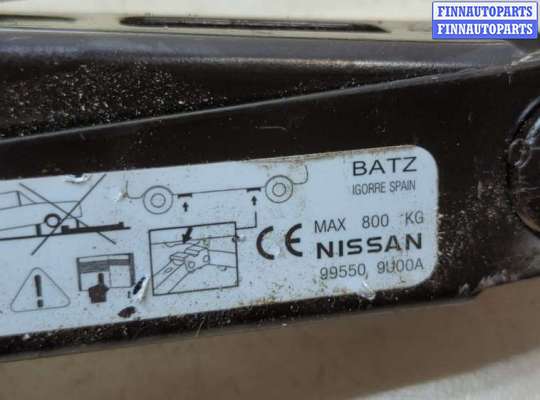 FINNAUTOPARTS
FINNAUTOPARTS
BATZ
IGORRE SPAIN
MAX 800 KG
CE NISSAN
99550 9U00A